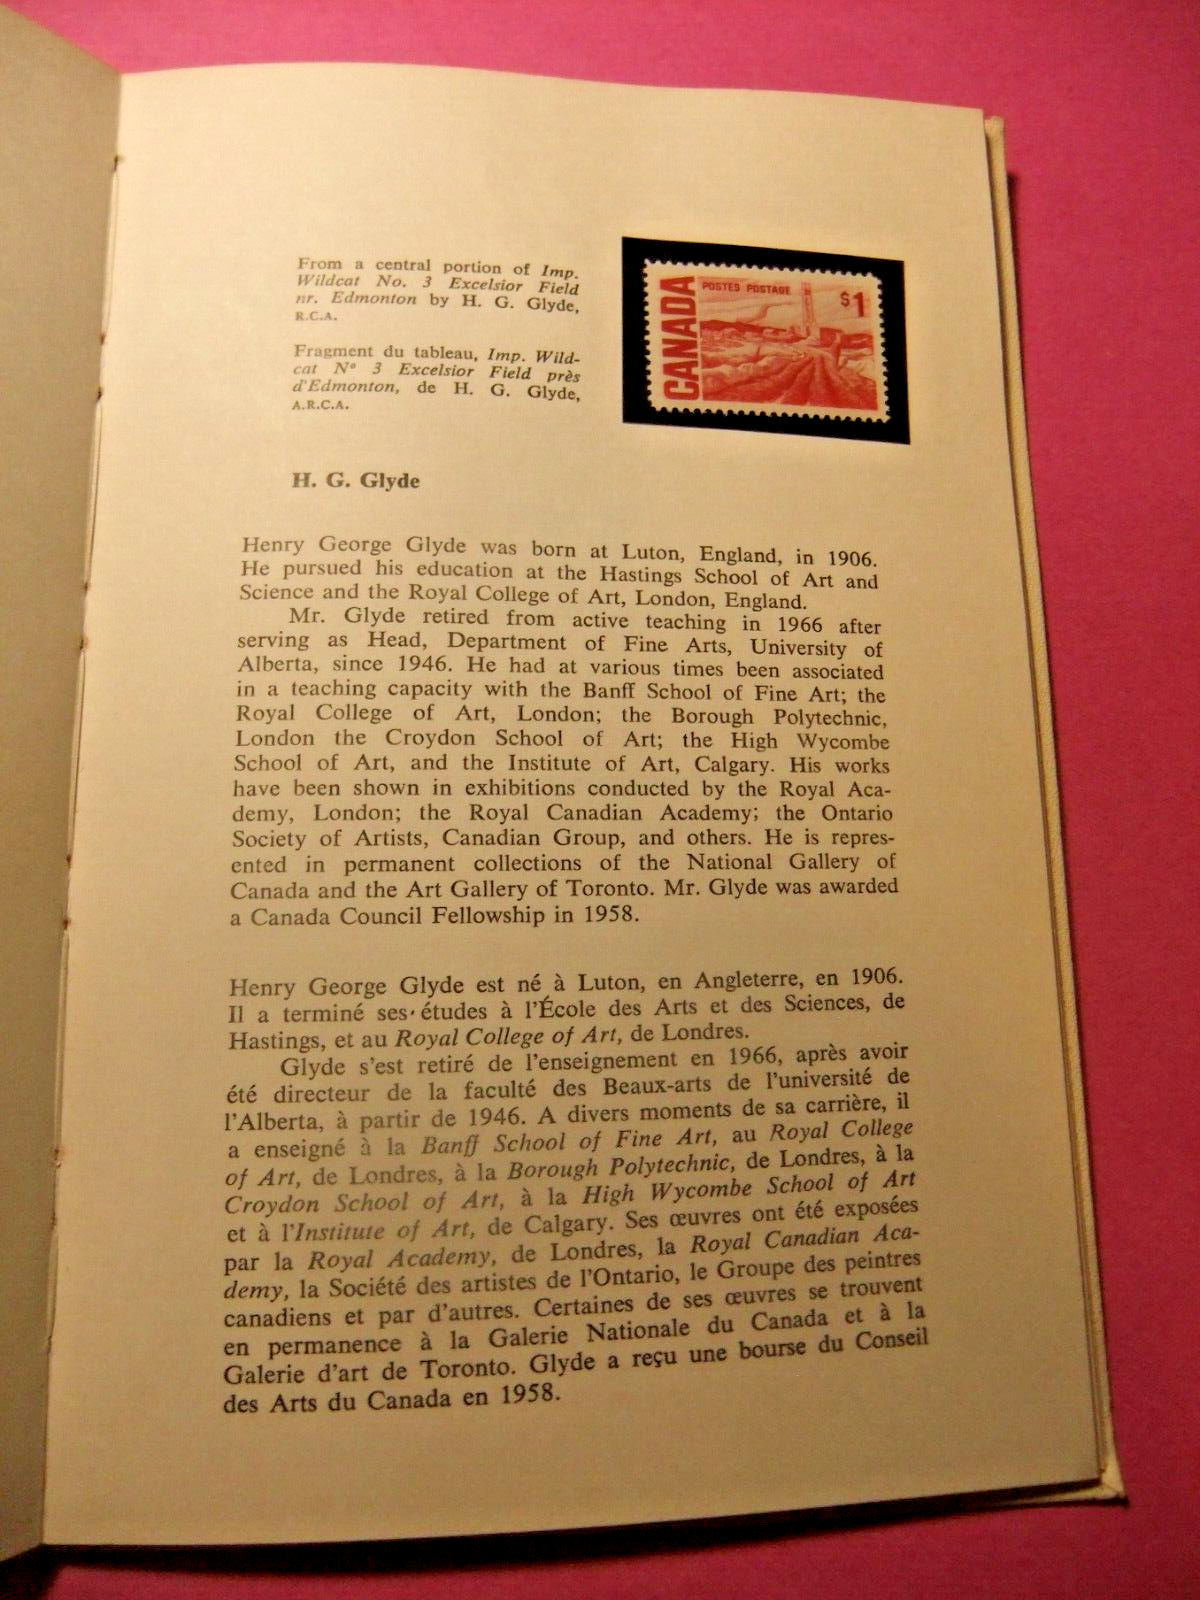 From a central portion of Imp.
Wildcat No. 3 Excelsior Field
nr. Edmonton by H. G. Glyde,
R.C.A.
Fragment du tableau, Imp. Wild-
cat Nº 3 Excelsior Field près
d'Edmonton, de H. G. Glyde,
A.R.C.A.
CANADA
POSTES POSTAGE
$1
H. G. Glyde
Henry George Glyde was born at Luton, England, in 1906.
He pursued his education at the Hastings School of Art and
Science and the Royal College of Art, London, England.
Mr. Glyde retired from active teaching in 1966 after
serving as Head, Department of Fine Arts, University of
Alberta, since 1946. He had at various times been associated
in a teaching capacity with the Banff School of Fine Art; the
Royal College of Art, London; the Borough Polytechnic,
London the Croydon School of Art; the High Wycombe
School of Art, and the Institute of Art, Calgary. His works
have been shown in exhibitions conducted by the Royal Aca-
demy, London; the Royal Canadian Academy; the Ontario
Society of Artists, Canadian Group, and others. He is repres-
ented in permanent collections of the National Gallery of
Canada and the Art Gallery of Toronto. Mr. Glyde was awarded
a Canada Council Fellowship in 1958.
Henry George Glyde est né à Luton, en Angleterre, en 1906.
Il a terminé ses études à l'École des Arts et des Sciences, de
Hastings, et au Royal College of Art, de Londres.
Glyde s'est retiré de l'enseignement en 1966, après avoir
été directeur de la faculté des Beaux-arts de l'université de
l'Alberta, à partir de 1946. A divers moments de sa carrière, il
a enseigné à la Banff School of Fine Art, au Royal College
of Art, de Londres, à la Borough Polytechnic, de Londres, à la
Croydon School of Art, à la High Wycombe School of Art
et à l'Institute of Art, de Calgary. Ses œuvres ont été exposées
par la Royal Academy, de Londres, la Royal Canadian Aca-
demy, la Société des artistes de l'Ontario, le Groupe des peintres
canadiens et par d'autres. Certaines de ses œuvres se trouvent
en permanence à la Galerie Nationale du Canada et à la
Galerie d'art de Toronto. Glyde a reçu une bourse du Conseil
des Arts du Canada en 1958.